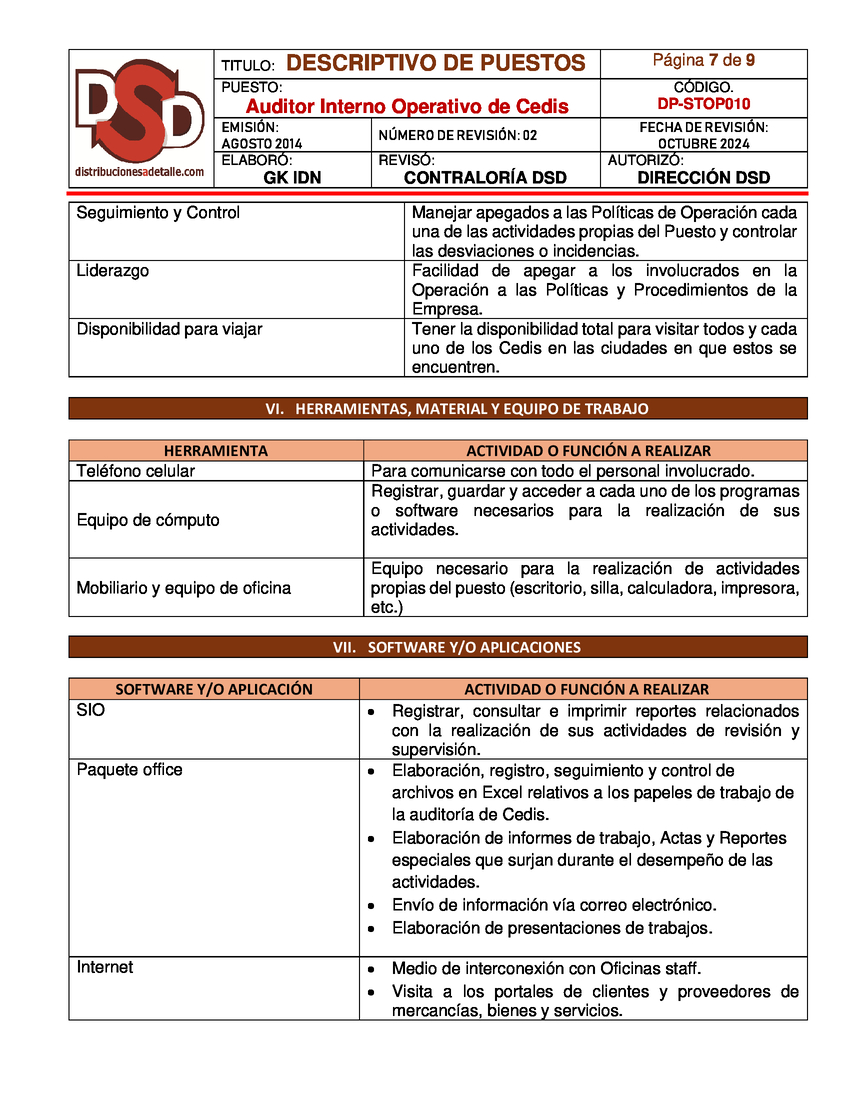 DSD
distribucionesadetalle.com
TITULO: DESCRIPTIVO DE PUESTOS
Página 7 de 9
PUESTO:
Auditor Interno Operativo de Cedis
CÓDIGO.
DP-STOP010
EMISIÓN:
AGOSTO 2014
NÚMERO DE REVISIÓN: 02
FECHA DE REVISIÓN:
OCTUBRE 2024
ELABORÓ:
GK IDN
REVISÓ:
CONTRALORÍA DSD
AUTORIZÓ:
DIRECCIÓN DSD
Seguimiento y Control
Manejar apegados a las Políticas de Operación cada
una de las actividades propias del Puesto y controlar
las desviaciones o incidencias.
Liderazgo
Facilidad de apegar a los involucrados en la
Operación a las Políticas y Procedimientos de la
Empresa.
Disponibilidad para viajar
Tener la disponibilidad total para visitar todos y cada
uno de los Cedis en las ciudades en que estos se
encuentren.
VI. HERRAMIENTAS, MATERIAL Y EQUIPO DE TRABAJO
HERRAMIENTA
ACTIVIDAD O FUNCIÓN A REALIZAR
Teléfono celular
Para comunicarse con todo el personal involucrado.
Equipo de cómputo
Registrar, guardar y acceder a cada uno de los programas
o software necesarios para la realización de sus
actividades.
Mobiliario y equipo de oficina
Equipo necesario para la realización de actividades
propias del puesto (escritorio, silla, calculadora, impresora,
etc.)
VII. SOFTWARE Y/O APLICACIONES
SOFTWARE Y/O APLICACIÓN
ACTIVIDAD O FUNCIÓN A REALIZAR
SIO
• Registrar, consultar e imprimir reportes relacionados
con la realización de sus actividades de revisión y
supervisión.
Paquete office
• Elaboración, registro, seguimiento y control de
archivos en Excel relativos a los papeles de trabajo de
la auditoría de Cedis.
• Elaboración de informes de trabajo, Actas y Reportes
especiales que surjan durante el desempeño de las
actividades.
• Envío de información vía correo electrónico.
• Elaboración de presentaciones de trabajos.
Internet
• Medio de interconexión con Oficinas staff.
• Visita a los portales de clientes y proveedores de
mercancías, bienes y servicios.